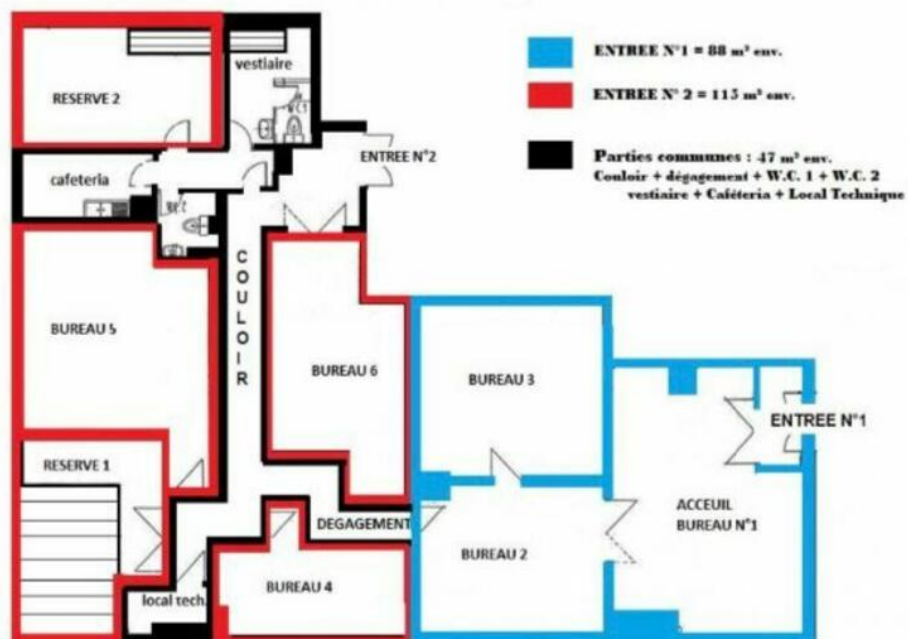 ENTREE N°1 = 88 m² env.
ENTREE N° 2 = 115 m² env.
Parties communes : 47 m² env.
Couloir + dégagement + W.C. 1 + W.C. 2
vestiaire + Caféteria + Local Technique
vestiaire
W.C 1
RESERVE 2
ENTREE N°2
cafeteria
W.C
COULOIR
BUREAU 5
BUREAU 6
BUREAU 3
ENTREE N°1
RESERVE 1
ACCEUIL
BUREAU N°1
DEGAGEMENT
BUREAU 2
BUREAU 4
local tech.